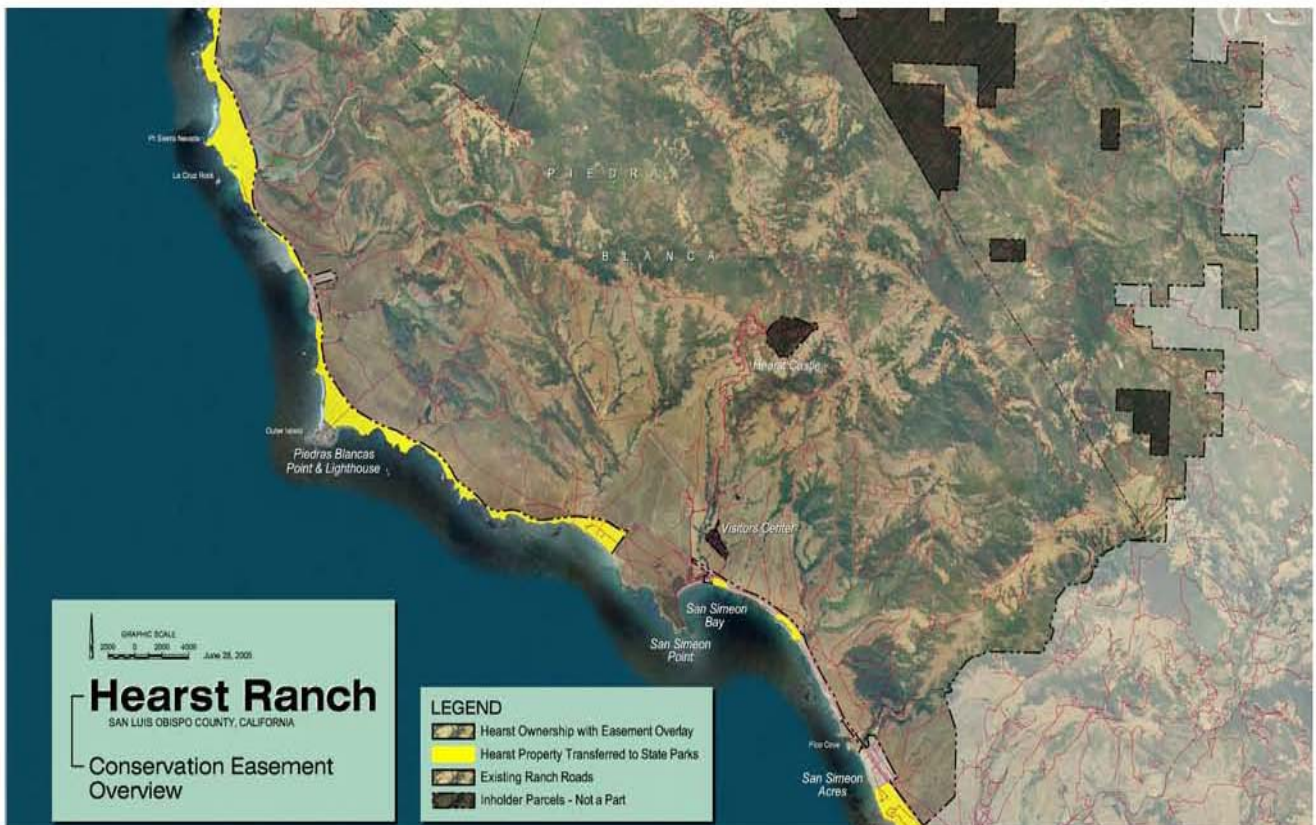 Pt Sierra Nevada
La Cruz Rock
PIEDRA
BLANCA
Hearst Castle
Outer Island
Piedras Blancas
Point & Lighthouse
Visitors Center
San Simeon
Bay
San Simeon
Point
Pico Cove
San Simeon
Acres
GRAPHIC SCALE
2000 0 2000 4000
June 28, 2005
Hearst Ranch
SAN LUIS OBISPO COUNTY, CALIFORNIA
Conservation Easement
Overview
LEGEND
Hearst Ownership with Easement Overlay
Hearst Property Transferred to State Parks
Existing Ranch Roads
Inholder Parcels - Not a Part